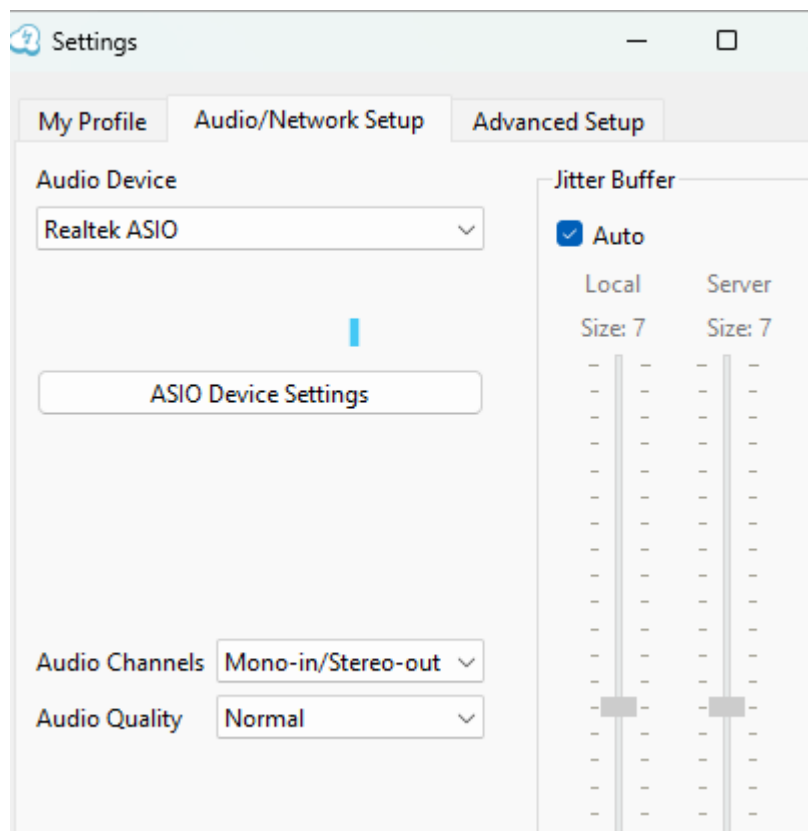 Settings
My Profile
Audio/Network Setup
Advanced Setup
Audio Device
Realtek ASIO
ASIO Device Settings
Audio Channels
Mono-in/Stereo-out
Audio Quality
Normal
Jitter Buffer
Auto
Local
Server
Size: 7
Size: 7